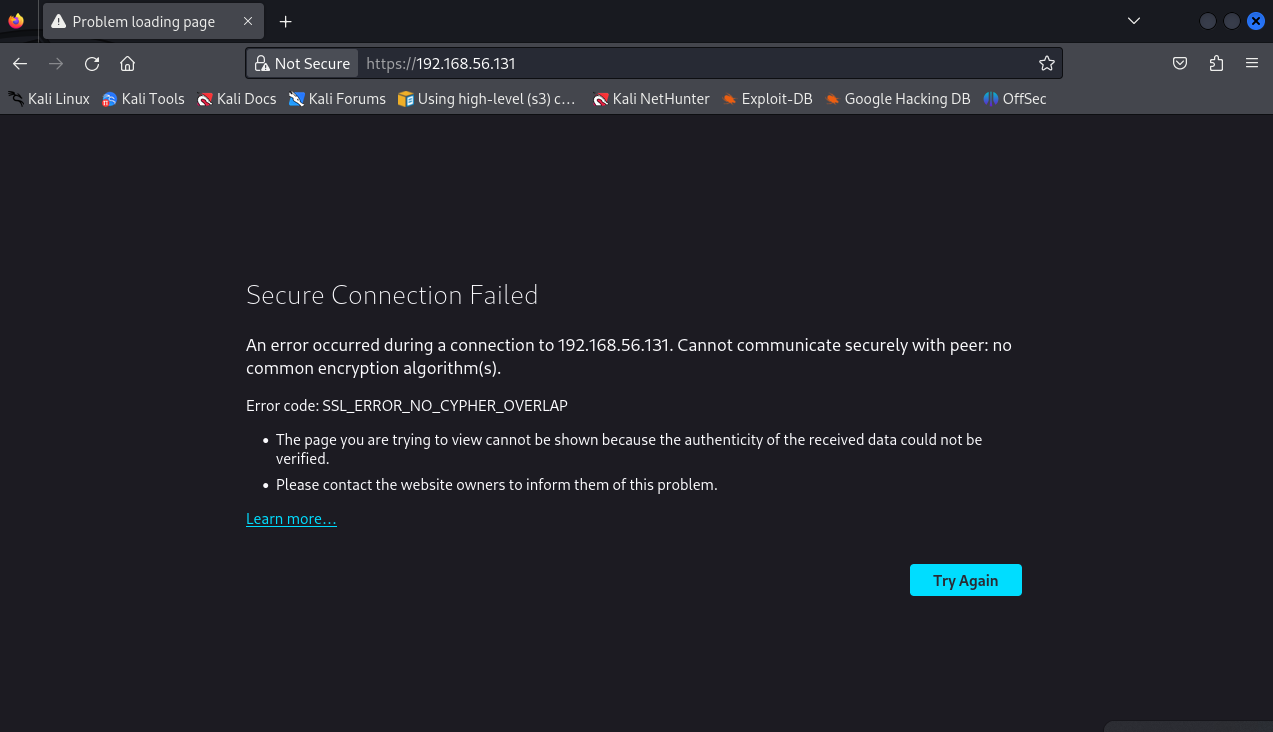 Problem loading page
Not Secure https://192.168.56.131
Kali Linux Kali Tools Kali Docs Kali Forums Using high-level (s3) c... Kali NetHunter Exploit-DB Google Hacking DB OffSec
Secure Connection Failed
An error occurred during a connection to 192.168.56.131. Cannot communicate securely with peer: no
common encryption algorithm(s).
Error code: SSL_ERROR_NO_CYPHER_OVERLAP
• The page you are trying to view cannot be shown because the authenticity of the received data could not be
verified.
• Please contact the website owners to inform them of this problem.
Learn more...
Try Again